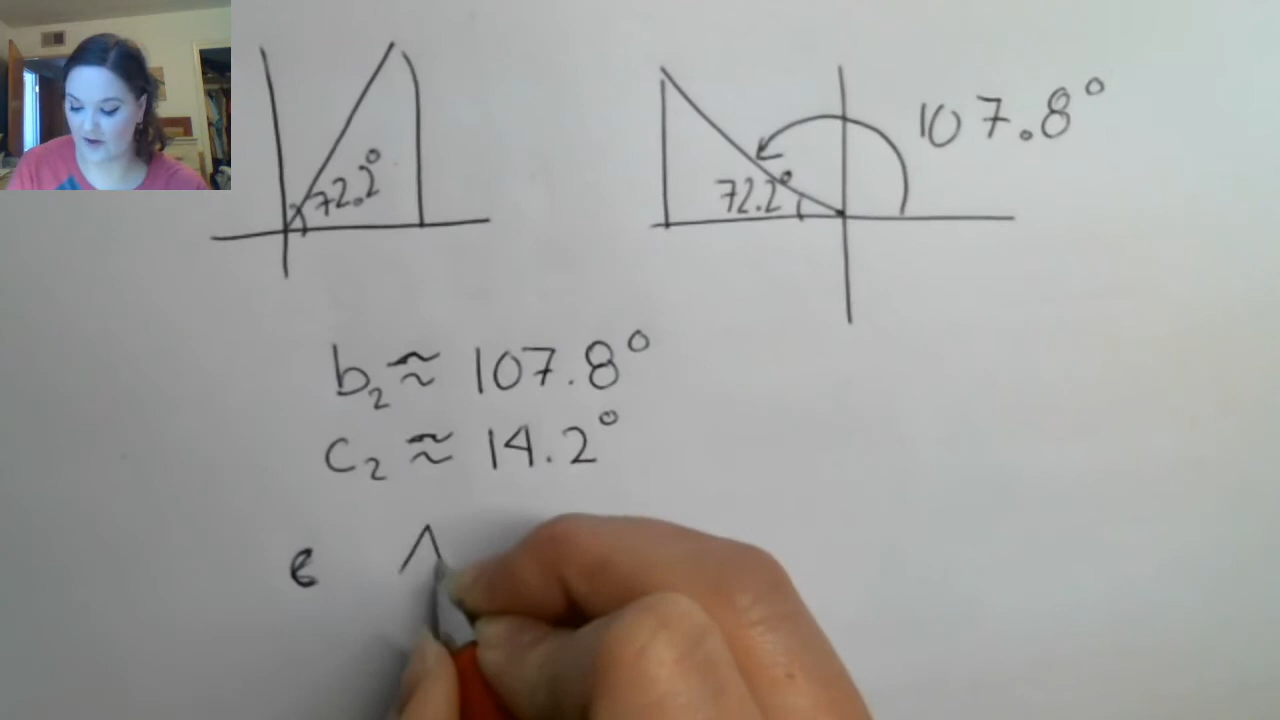 72.2°
72.2°
107.8°
b₂ ≈ 107.8°
c₂ ≈ 14.2°